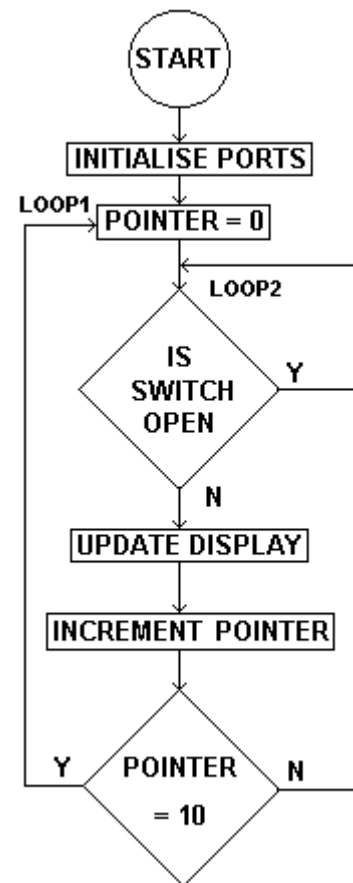 START
INITIALISE PORTS
LOOP1
POINTER = 0
LOOP2
IS
SWITCH
OPEN
Y
N
UPDATE DISPLAY
INCREMENT POINTER
Y
POINTER
= 10
N